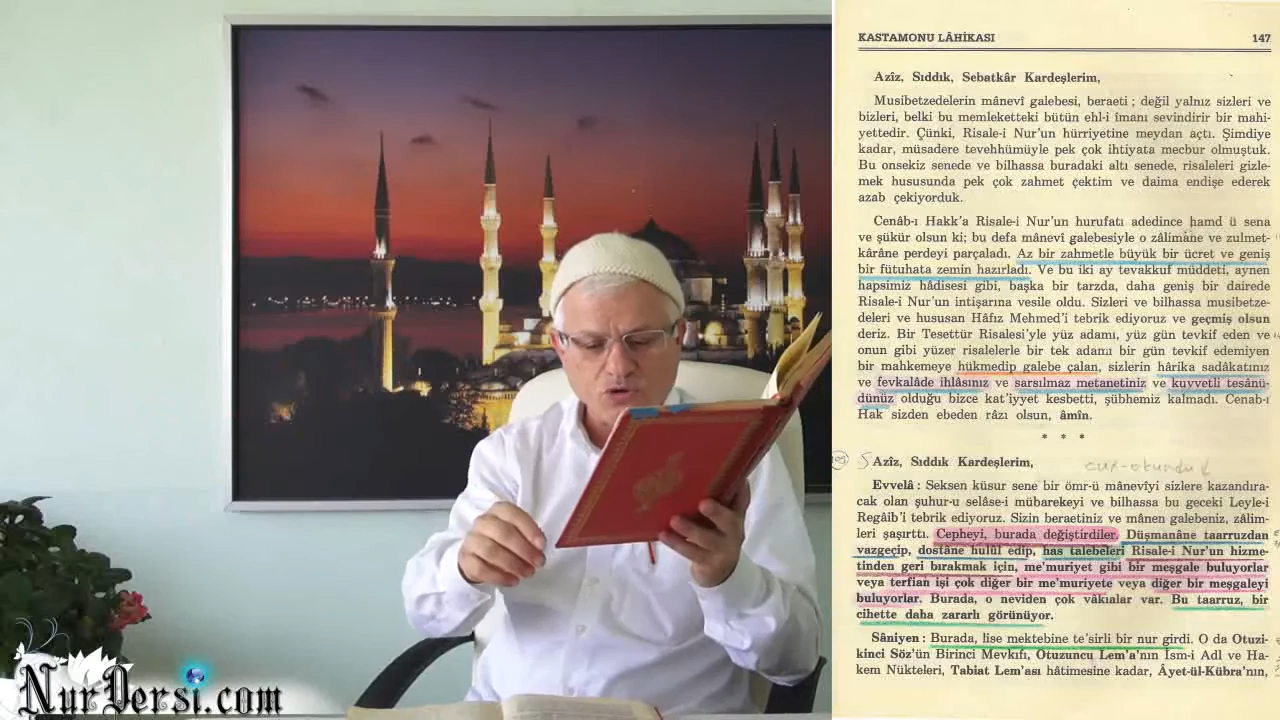 KASTAMONU LÂHİKASI 147
Azîz, Sıddık, Sebatkâr Kardeşlerim,
Musibetzedelerin mânevî galebesi, beraeti ; değil yalnız sizleri ve
bizleri, belki bu memleketteki bütün ehl-i îmanı sevindirir bir mahi-
yettedir. Çünki, Risale-i Nur'un hürriyetine meydan açtı. Şimdiye
kadar, müsadere tevehhümüyle pek çok ihtiyata mecbur olmuştuk.
Bu onsekiz senede ve bilhassa buradaki altı senede, risaleleri gizle-
mek hususunda pek çok zahmet çektim ve daima endişe ederek
azab çekiyorduk.
Cenâb-ı Hakk'a Risale-i Nur'un hurufatı adedince hamd ü sena
ve şükür olsun ki; bu defa mânevî galebesiyle o zâlimâne ve zulmet-
kârâne perdeyi parçaladı. Az bir zahmetle büyük bir ücret ve geniş
bir fütuhata zemin hazırladı. Ve bu iki ay tevakkuf müddeti, aynen
hapsimiz hâdisesi gibi, başka bir tarzda, daha geniş bir dairede
Risale-i Nur'un intişarına vesile oldu. Sizleri ve bilhassa musibetze-
deleri ve hususan Hâfız Mehmed'i tebrik ediyoruz ve geçmiş olsun
deriz. Bir Tesettür Risalesi'yle yüz adamı, yüz gün tevkif eden ve
onun gibi yüzer risalelerle bir tek adamı bir gün tevkif edemiyen
bir mahkemeye hükmedip galebe çalan, sizlerin hârika sadâkatınız
ve fevkalâde ihlâsınız ve sarsılmaz metanetiniz ve kuvvetli tesânü-
dünüz olduğu bizce kat'iyyet kesbetti, şübhemiz kalmadı. Cenab-ı
Hak sizden ebeden râzı olsun, âmîn.
* * *
Azîz, Sıddık Kardeşlerim,
Evvelâ : Seksen küsur sene bir ömr-ü mânevîyi sizlere kazandıra-
cak olan şuhur-u selâse-i mübarekeyi ve bilhassa bu geceki Leyle-i
Regâib'i tebrik ediyoruz. Sizin beraetiniz ve mânen galebeniz, zâlim-
leri şaşırttı. Cepheyi, burada değiştirdiler. Düşmanâne taarruzdan
vazgeçip, dostâne hulûl edip, has talebeleri Risale-i Nur'un hizme-
tinden geri bırakmak için, me'muriyet gibi bir meşgale buluyorlar
veya terfian işi çok diğer bir me'muriyete veya diğer bir meşgaleyi
buluyorlar. Burada, o neviden çok vâkıalar var. Bu taarruz, bir
cihette daha zararlı görünüyor.
Sâniyen : Burada, lise mektebine te'sirli bir nur girdi. O da Otuzi-
kinci Söz'ün Birinci Mevkıfı, Otuzuncu Lem'a'nın İsm-i Adl ve Ha-
kem Nükteleri, Tabiat Lem'ası hâtimesine kadar, Âyet-ül-Kübra'nın,
NurDersi.com